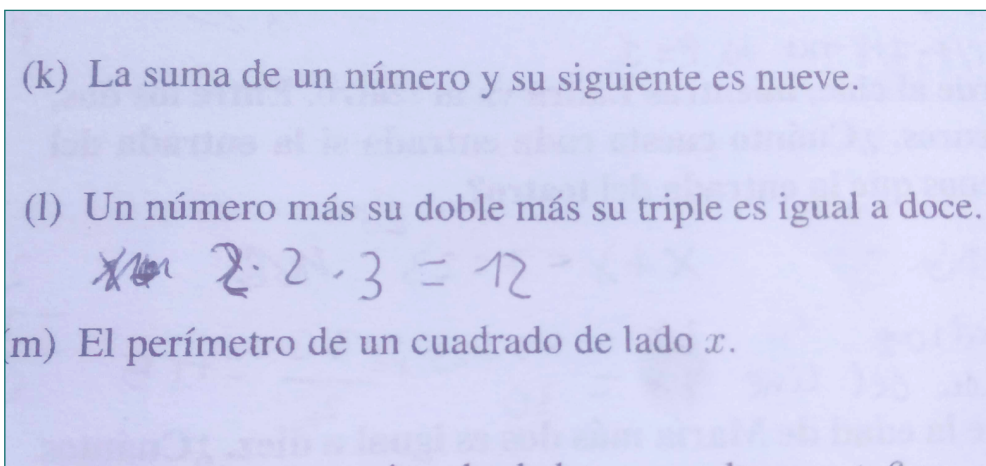 (k) La suma de un número y su siguiente es nueve.
(l) Un número más su doble más su triple es igual a doce.
2 · 2 · 3 = 12
(m) El perímetro de un cuadrado de lado x.